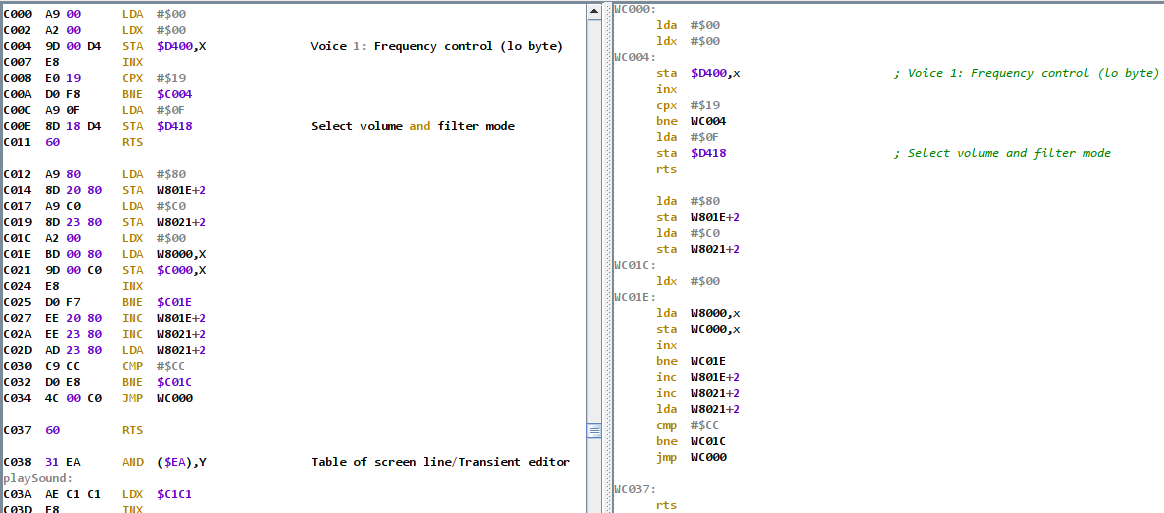 C000 A9 00 LDA #$00
C002 A2 00 LDX #$00
C004 9D 00 D4 STA $D400,X Voice 1: Frequency control (lo byte)
C007 E8 INX
C008 E0 19 CPX #$19
C00A D0 F8 BNE $C004
C00C A9 0F LDA #$0F
C00E 8D 18 D4 STA $D418 Select volume and filter mode
C011 60 RTS
C012 A9 80 LDA #$80
C014 8D 20 80 STA W801E+2
C017 A9 C0 LDA #$C0
C019 8D 23 80 STA W8021+2
C01C A2 00 LDX #$00
C01E BD 00 80 LDA W8000,X
C021 9D 00 C0 STA $C000,X
C024 E8 INX
C025 D0 F7 BNE $C01E
C027 EE 20 80 INC W801E+2
C02A EE 23 80 INC W8021+2
C02D AD 23 80 LDA W8021+2
C030 C9 CC CMP #$CC
C032 D0 E8 BNE $C01C
C034 4C 00 C0 JMP WC000
C037 60 RTS
C038 31 EA AND ($EA),Y Table of screen line/Transient editor
playSound:
C03A AE C1 C1 LDX $C1C1
C03D E8 INX
WC000:
lda #$00
ldx #$00
WC004:
sta $D400,x ; Voice 1: Frequency control (lo byte)
inx
cpx #$19
bne WC004
lda #$0F
sta $D418 ; Select volume and filter mode
rts
lda #$80
sta W801E+2
lda #$C0
sta W8021+2
WC01C:
ldx #$00
WC01E:
lda W8000,x
sta WC000,x
inx
bne WC01E
inc W801E+2
inc W8021+2
lda W8021+2
cmp #$CC
bne WC01C
jmp WC000
WC037:
rts